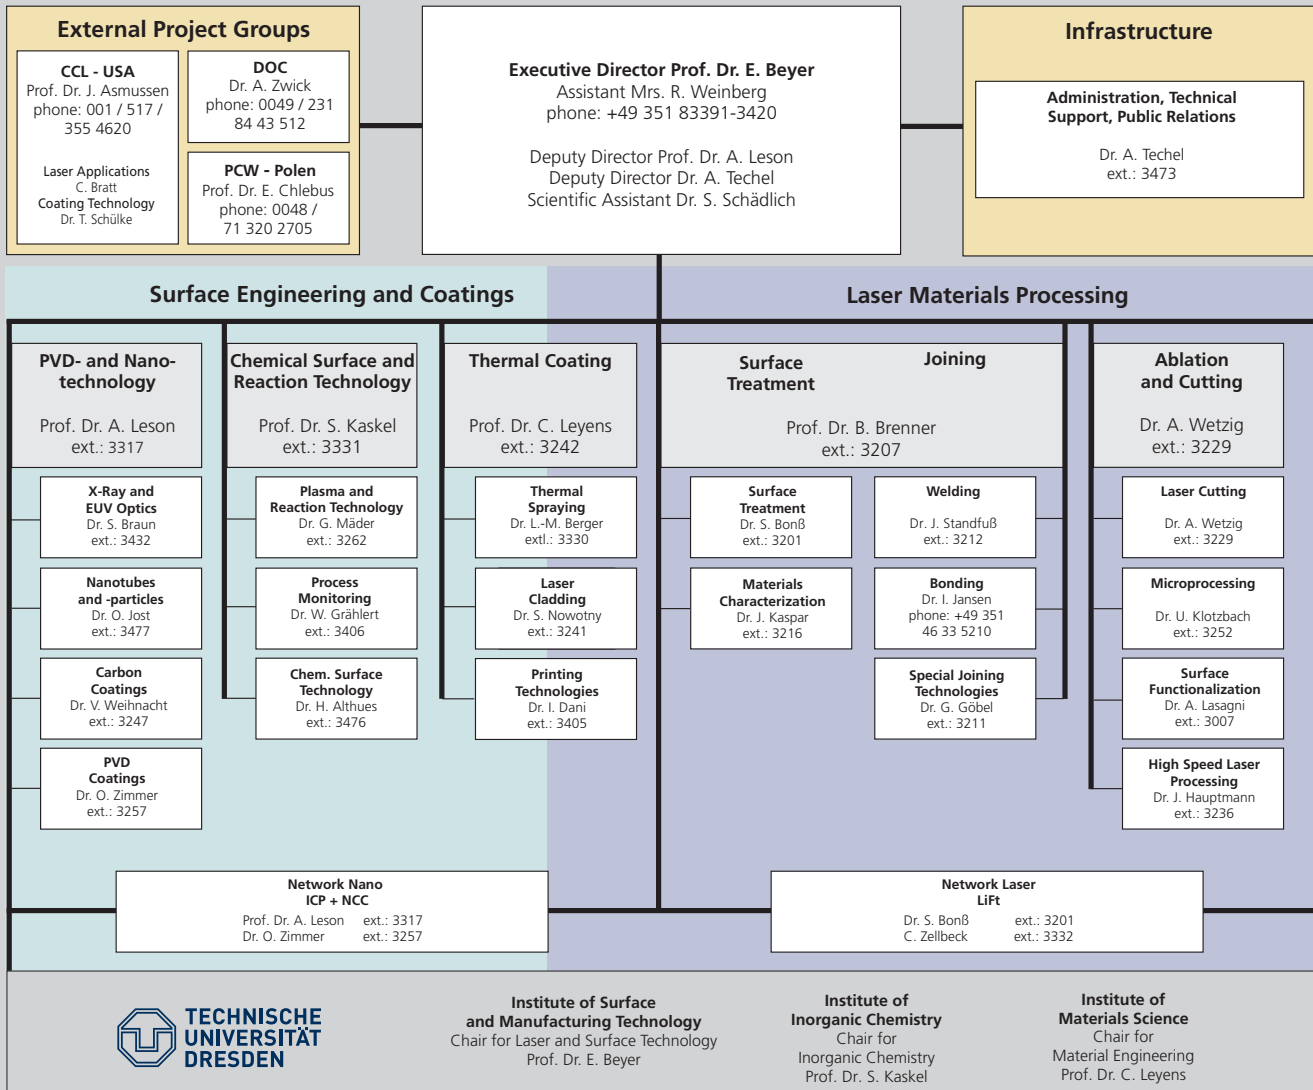 External Project Groups
CCL - USA
Prof. Dr. J. Asmussen
phone: 001 / 517 /
355 4620
Laser Applications
C. Bratt
Coating Technology
Dr. T. Schülke
DOC
Dr. A. Zwick
phone: 0049 / 231
84 43 512
PCW - Polen
Prof. Dr. E. Chlebus
phone: 0048 /
71 320 2705
Executive Director Prof. Dr. E. Beyer
Assistant Mrs. R. Weinberg
phone: +49 351 83391-3420
Deputy Director Prof. Dr. A. Leson
Deputy Director Dr. A. Techel
Scientific Assistant Dr. S. Schädlich
Infrastructure
Administration, Technical
Support, Public Relations
Dr. A. Techel
ext.: 3473
Surface Engineering and Coatings
Laser Materials Processing
PVD- and Nano-
technology
Prof. Dr. A. Leson
ext.: 3317
X-Ray and
EUV Optics
Dr. S. Braun
ext.: 3432
Nanotubes
and -particles
Dr. O. Jost
ext.: 3477
Carbon
Coatings
Dr. V. Weihnacht
ext.: 3247
PVD
Coatings
Dr. O. Zimmer
ext.: 3257
Chemical Surface and
Reaction Technology
Prof. Dr. S. Kaskel
ext.: 3331
Plasma and
Reaction Technology
Dr. G. Mäder
ext.: 3262
Process
Monitoring
Dr. W. Grählert
ext.: 3406
Chem. Surface
Technology
Dr. H. Althues
ext.: 3476
Thermal Coating
Prof. Dr. C. Leyens
ext.: 3242
Thermal
Spraying
Dr. L.-M. Berger
extl.: 3330
Laser
Cladding
Dr. S. Nowotny
ext.: 3241
Printing
Technologies
Dr. I. Dani
ext.: 3405
Surface
Treatment
Joining
Prof. Dr. B. Brenner
ext.: 3207
Surface
Treatment
Dr. S. Bonß
ext.: 3201
Materials
Characterization
Dr. J. Kaspar
ext.: 3216
Welding
Dr. J. Standfuß
ext.: 3212
Bonding
Dr. I. Jansen
phone: +49 351
46 33 5210
Special Joining
Technologies
Dr. G. Göbel
ext.: 3211
Ablation
and Cutting
Dr. A. Wetzig
ext.: 3229
Laser Cutting
Dr. A. Wetzig
ext.: 3229
Microprocessing
Dr. U. Klotzbach
ext.: 3252
Surface
Functionalization
Dr. A. Lasagni
ext.: 3007
High Speed Laser
Processing
Dr. J. Hauptmann
ext.: 3236
Network Nano
ICP + NCC
Prof. Dr. A. Leson ext.: 3317
Dr. O. Zimmer ext.: 3257
Network Laser
LiFt
Dr. S. Bonß ext.: 3201
C. Zellbeck ext.: 3332
TECHNISCHE
UNIVERSITÄT
DRESDEN
Institute of Surface
and Manufacturing Technology
Chair for Laser and Surface Technology
Prof. Dr. E. Beyer
Institute of
Inorganic Chemistry
Chair for
Inorganic Chemistry
Prof. Dr. S. Kaskel
Institute of
Materials Science
Chair for
Material Engineering
Prof. Dr. C. Leyens